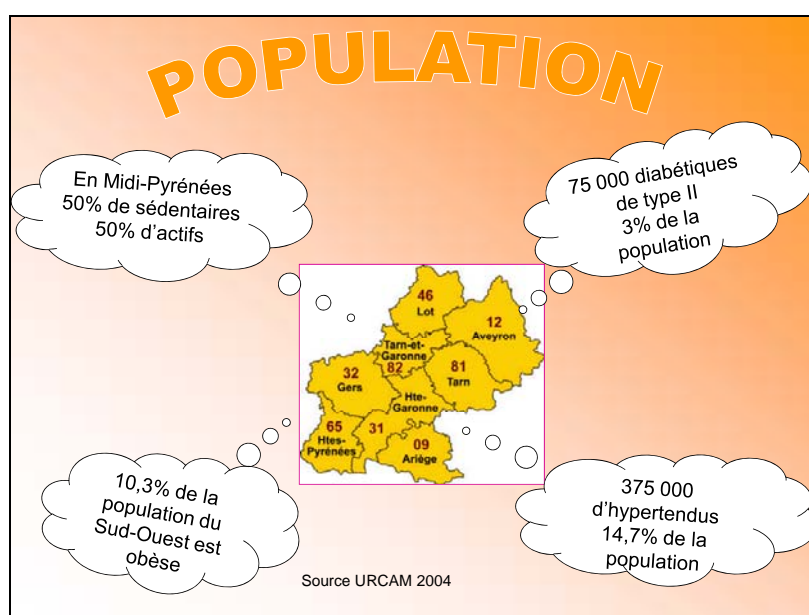 POPULATION
En Midi-Pyrénées
50% de sédentaires
50% d'actifs
75 000 diabétiques
de type II
3% de la
population
46
Lot
12
Aveyron
Tarn-et-
Garonne
82
32
Gers
81
Tarn
Hte-
Garonne
65
Htes-
Pyrénées
31
09
Ariège
10,3% de la
population du
Sud-Ouest est
obèse
375 000
d'hypertendus
14,7% de la
population
Source URCAM 2004